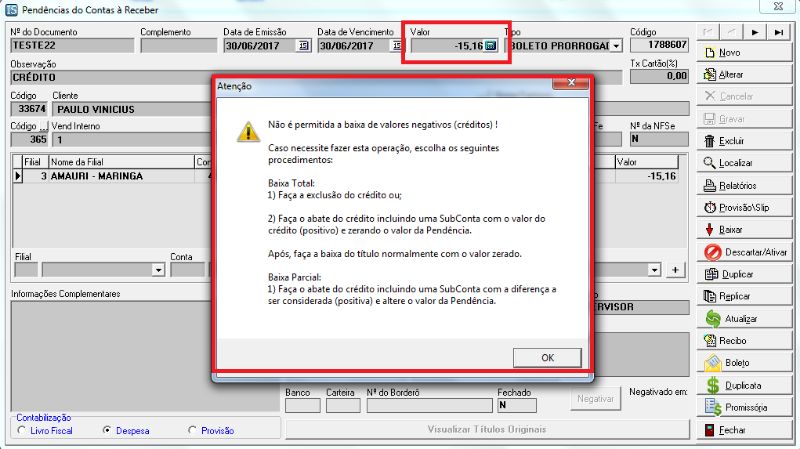 Pendências do Contas à Receber
Nº do Documento Complemento Data de Emissão Data de Vencimento Valor Tipo Código
TESTE22 30/06/2017 30/06/2017 -15,16 BOLETO PRORROGAD 1788607
Observação Tx Cartão(%)
CRÉDITO 0,00
Código Cliente
33674 PAULO VINICIUS
Código ... Vend Interno Nº da NFSe
365 1 N
Filial Nome da Filial Valor
3 AMAURI - MARINGA -15,16
Filial Conta
+
Informações Complementares
Atenção
Não é permitida a baixa de valores negativos (créditos) !
Caso necessite fazer esta operação, escolha os seguintes
procedimentos:
Baixa Total:
1) Faça a exclusão do crédito ou;
2) Faça o abate do crédito incluindo uma SubConta com o valor do
crédito (positivo) e zerando o valor da Pendência.
Após, faça a baixa do título normalmente com o valor zerado.
Baixa Parcial:
1) Faça o abate do crédito incluindo uma SubConta com a diferença a
ser considerada (positiva) e altere o valor da Pendência.
OK
Banco Carteira Nº do Borderô Fechado Negativado em:
N Negativar
Contabilização
Livro Fiscal Despesa Provisão
Visualizar Títulos Originais
Novo
Alterar
Cancelar
Gravar
Excluir
Localizar
Relatórios
Provisão\Slip
Baixar
Descartar/Ativar
Duplicar
Replicar
Atualizar
Recibo
Boleto
Duplicata
Promissória
Fechar